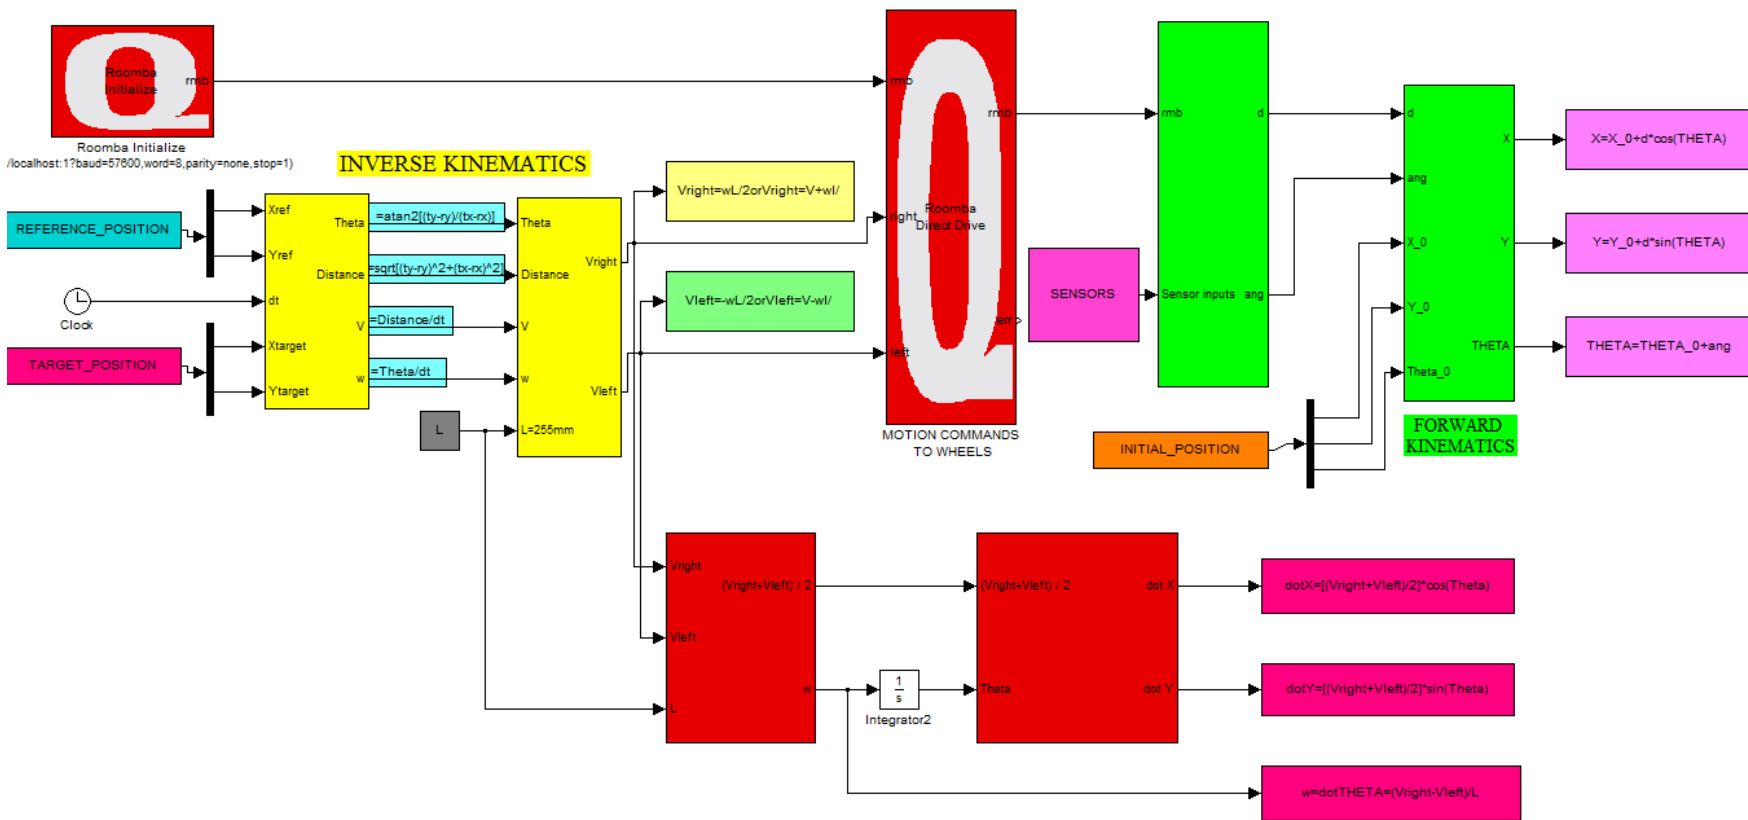 Roomba
Initialize
rmb
Roomba Initialize
/localhost:1?baud=57600,word=8,parity=none,stop=1)
INVERSE KINEMATICS
REFERENCE_POSITION
Clock
TARGET_POSITION
Xref
Yref
dt
Xtarget
Ytarget
Theta
Distance
V
w
=atan2[(ty-ry)/(tx-rx)]
=sqrt[(ty-ry)^2+(tx-rx)^2]
=Distance/dt
=Theta/dt
L
Theta
Distance
V
w
L=255mm
Vright
Vleft
Vright=wL/2orVright=V+wl/
Vleft=-wL/2orVleft=V-wl/
rmb
right
left
Roomba
Direct Drive
rmb
err
MOTION COMMANDS
TO WHEELS
SENSORS
rmb
Sensor inputs
d
ang
INITIAL_POSITION
d
ang
X_0
Y_0
Theta_0
X
Y
THETA
FORWARD
KINEMATICS
X=X_0+d*cos(THETA)
Y=Y_0+d*sin(THETA)
THETA=THETA_0+ang
Vright
Vleft
L
(Vright+Vleft) / 2
w
1
s
Integrator2
(Vright+Vleft) / 2
Theta
dot X
dot Y
dotX=[(Vright+Vleft)/2]*cos(Theta)
dotY=[(Vright+Vleft)/2]*sin(Theta)
w=dotTHETA=(Vright-Vleft)/L